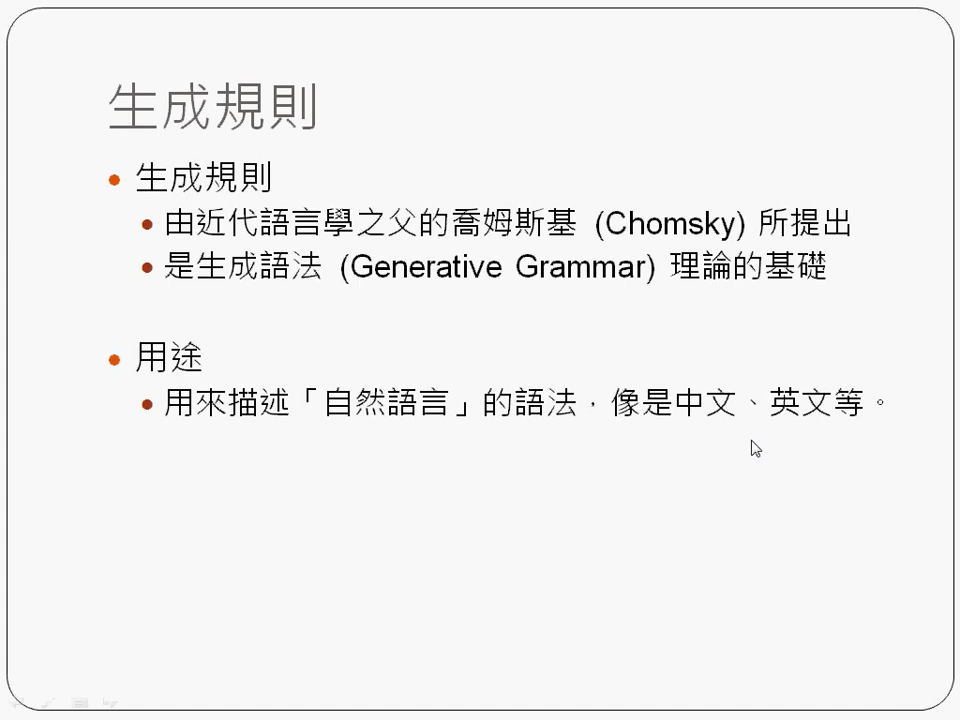 生成規則
生成規則
由近代語言學之父的喬姆斯基 (Chomsky) 所提出
是生成語法 (Generative Grammar) 理論的基礎
用途
用來描述「自然語言」的語法，像是中文、英文等。